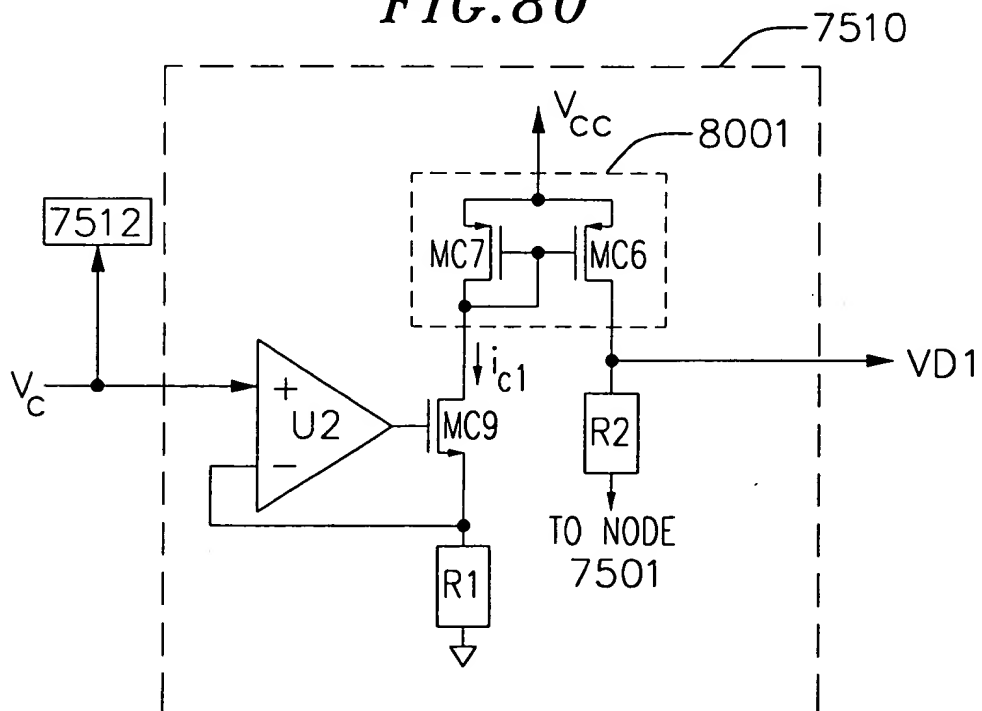 FIG.80
7510
Vcc
8001
7512
MC7
MC6
ic1
VD1
Vc
+
U2
MC9
R2
−
TO NODE
7501
R1